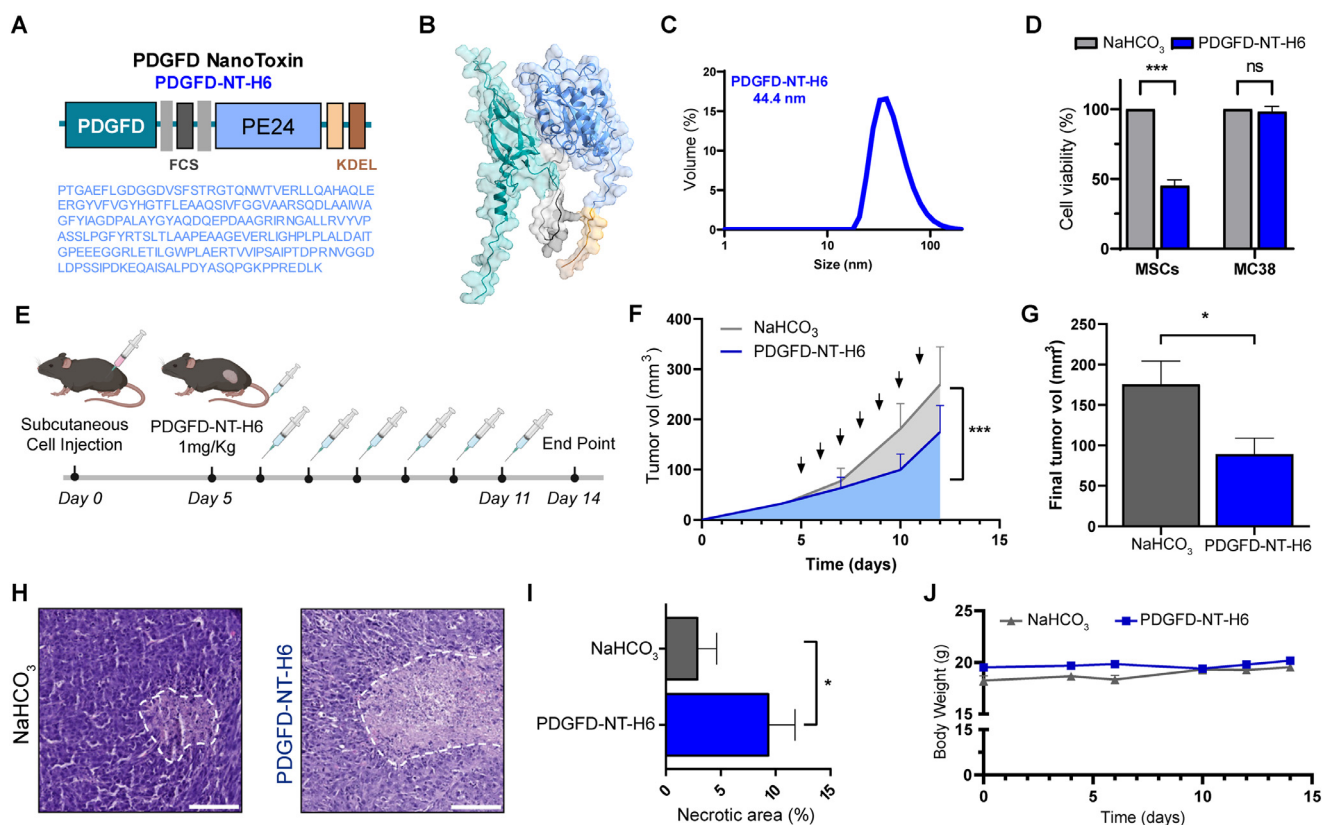 A
PDGFD NanoToxin
PDGFD-NT-H6
PDGFD
PE24
FCS
KDEL
PTGAEFLGDGGDVSFSTRGTQNWTVERLLQAHAQLE
ERGYVFVGYHGTFLEAAQSIVFGGVAARSQDLAAIWA
GFYIAGDPALAYGYAQDQEPDAAGRIRNGALLRVYVP
ASSLPGFYRTSLTLAAPEAAGEVERLIGHPLPLALDAIT
GPEEEGGRLETILGWPLAERTVVIPSAIPTDPRNVGGD
LDPSSIPDKEQAISALPDYASQPGKPPREDLK
B
C
PDGFD-NT-H6
44.4 nm
Volume (%)
20
15
10
5
0
1
10
100
Size (nm)
D
NaHCO3
PDGFD-NT-H6
***
ns
Cell viability (%)
100
50
0
MSCs
MC38
E
Subcutaneous
Cell Injection
PDGFD-NT-H6
1mg/Kg
End Point
Day 0
Day 5
Day 11
Day 14
F
NaHCO3
PDGFD-NT-H6
Tumor vol (mm3)
400
300
200
100
0
***
0
5
10
15
Time (days)
G
*
Final tumor vol (mm3)
250
200
150
100
50
0
NaHCO3
PDGFD-NT-H6
H
NaHCO3
PDGFD-NT-H6
I
NaHCO3
PDGFD-NT-H6
*
0
5
10
15
Necrotic area (%)
J
NaHCO3
PDGFD-NT-H6
Body Weight (g)
25
20
15
15
0
0
5
10
15
Time (days)